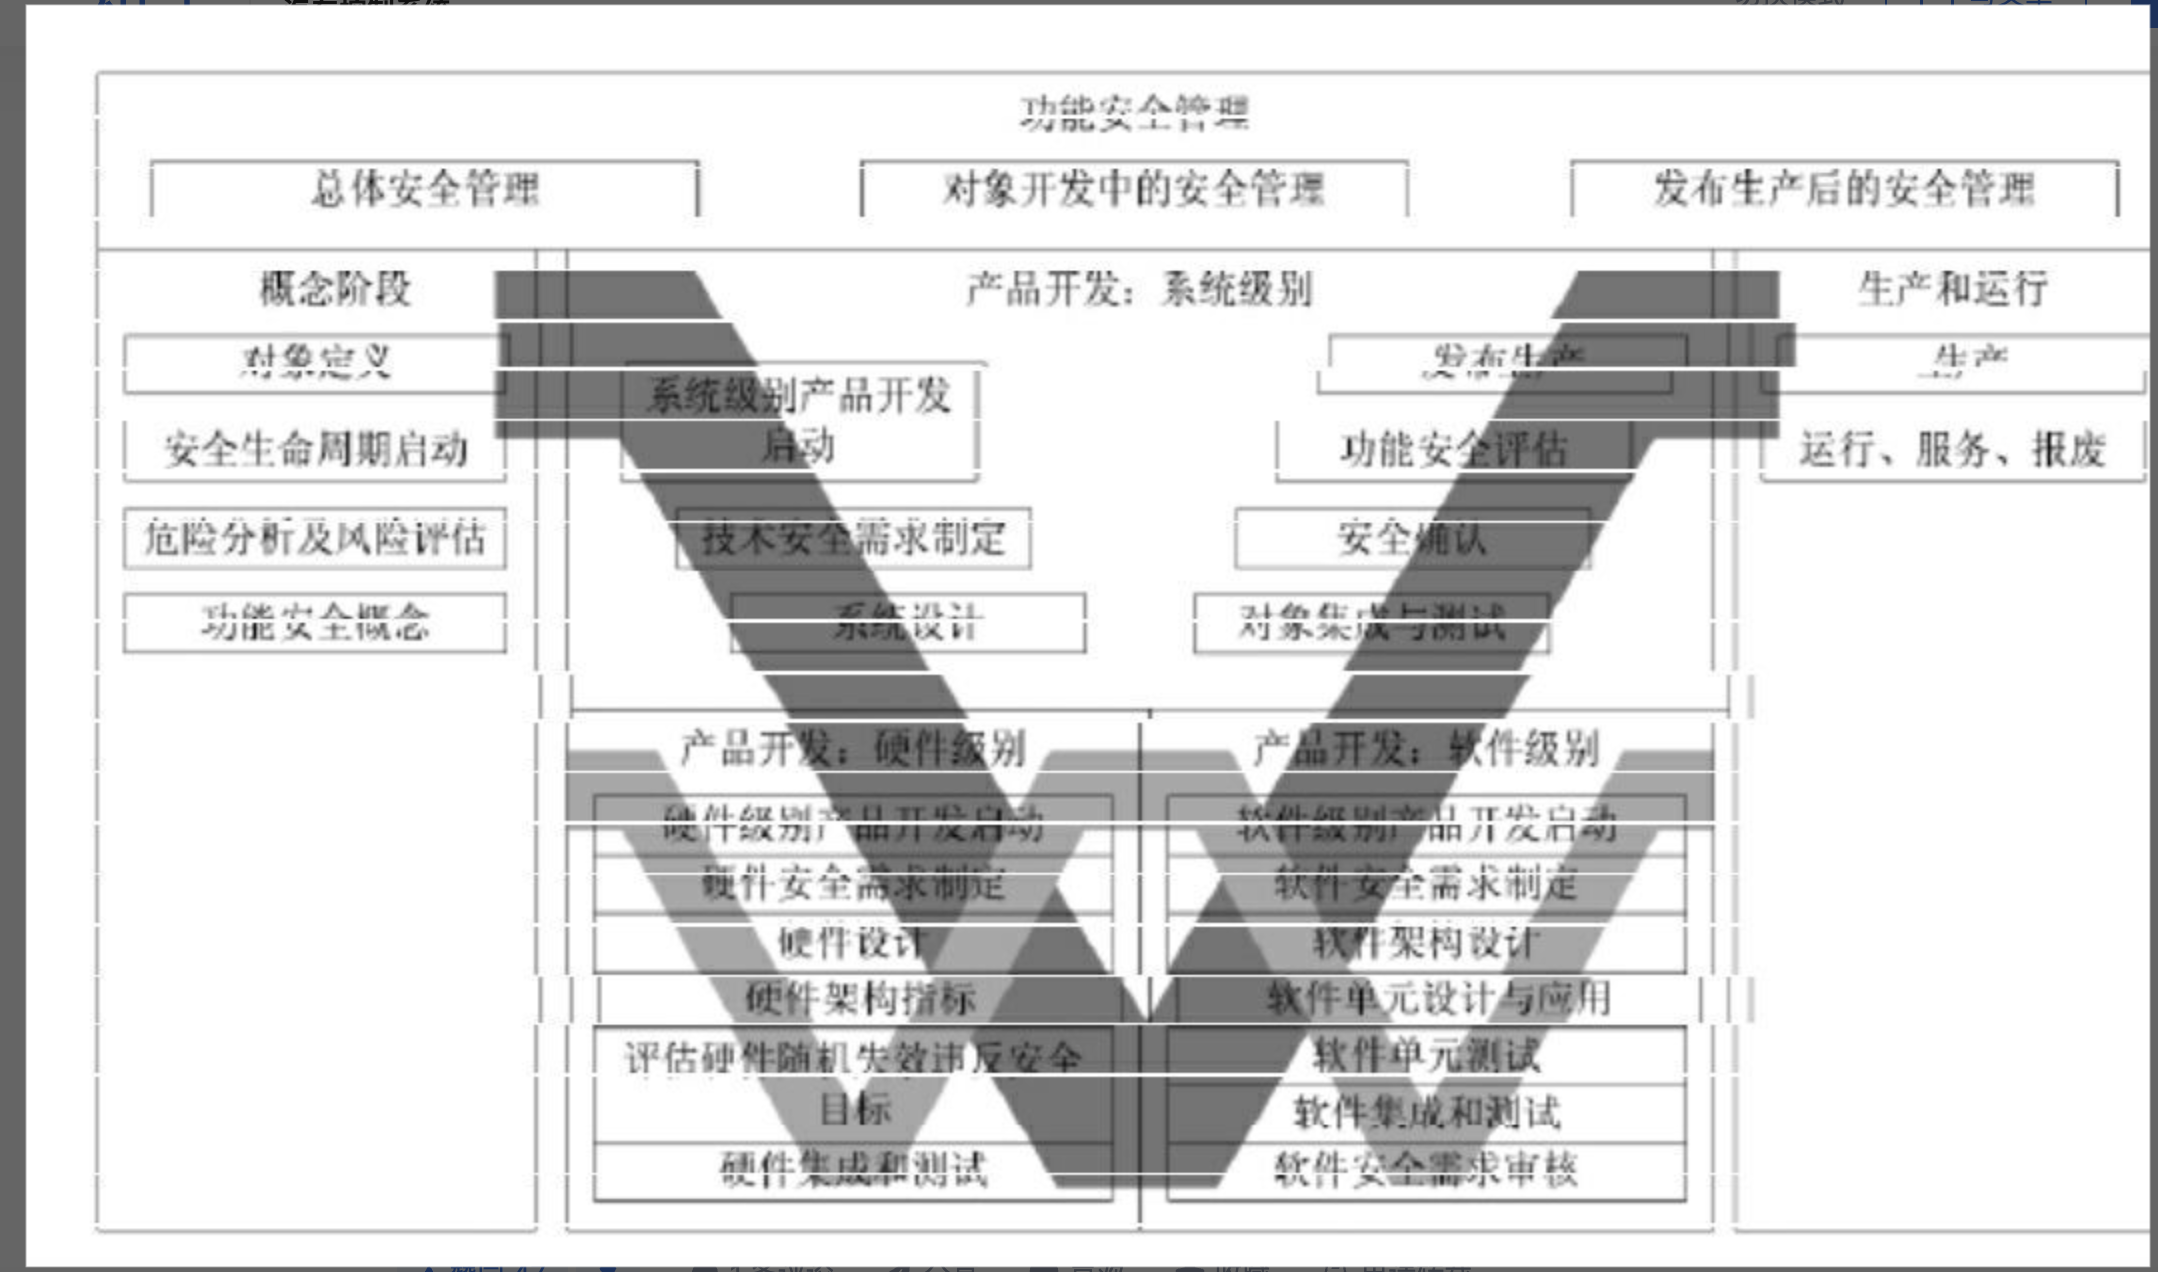 功能安全管理
总体安全管理
对象开发中的安全管理
发布生产后的安全管理
概念阶段
对象定义
安全生命周期启动
危险分析及风险评估
功能安全概念
产品开发：系统级别
系统级别产品开发
启动
技术安全需求制定
系统设计
发布生产
功能安全评估
安全确认
对象集成与测试
产品开发：硬件级别
硬件级别产品开发启动
硬件安全需求制定
硬件设计
硬件架构指标
评估硬件随机失效违反安全
目标
硬件集成和测试
产品开发：软件级别
软件级别产品开发启动
软件安全需求制定
软件架构设计
软件单元设计与应用
软件单元测试
软件集成和测试
软件安全需求审核
生产和运行
生产
运行、服务、报废